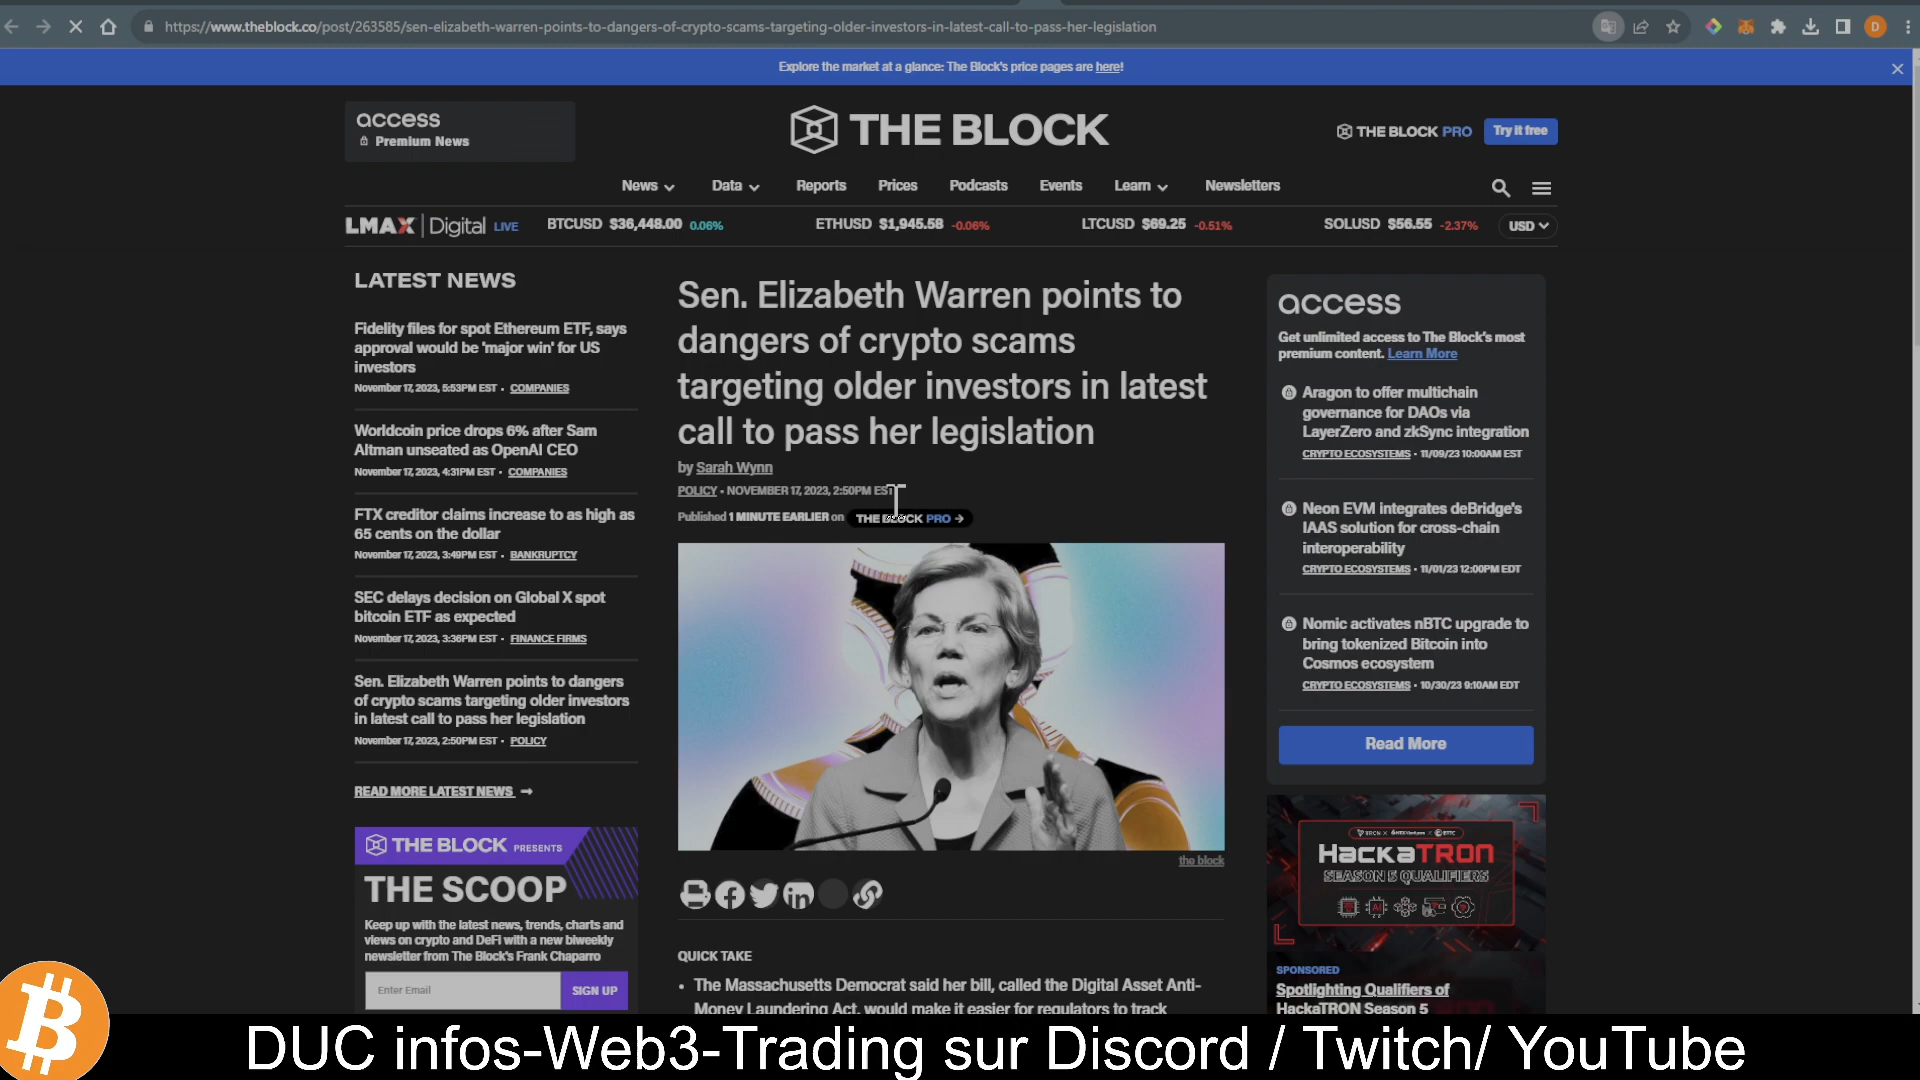 https://www.theblock.co/post/263585/sen-elizabeth-warren-points-to-dangers-of-crypto-scams-targeting-older-investors-in-latest-call-to-pass-her-legislation
D
Explore the market at a glance: The Block's price pages are here!
access
Premium News
THE BLOCK
THE BLOCK PRO
Try it free
News
Data
Reports
Prices
Podcasts
Events
Learn
Newsletters
LMAX Digital LIVE
BTCUSD $36,448.00 0.06%
ETHUSD $1,945.58 -0.06%
LTCUSD $69.25 -0.51%
SOLUSD $56.55 -2.37%
USD
LATEST NEWS
Fidelity files for spot Ethereum ETF, says
approval would be 'major win' for US
investors
November 17, 2023, 5:53PM EST • COMPANIES
Worldcoin price drops 6% after Sam
Altman unseated as OpenAI CEO
November 17, 2023, 4:31PM EST • COMPANIES
FTX creditor claims increase to as high as
65 cents on the dollar
November 17, 2023, 3:49PM EST • BANKRUPTCY
SEC delays decision on Global X spot
bitcoin ETF as expected
November 17, 2023, 3:36PM EST • FINANCE FIRMS
Sen. Elizabeth Warren points to dangers
of crypto scams targeting older investors
in latest call to pass her legislation
November 17, 2023, 2:50PM EST • POLICY
READ MORE LATEST NEWS →
THE BLOCK PRESENTS
THE SCOOP
Keep up with the latest news, trends, charts and
views on crypto and DeFi with a new biweekly
newsletter from The Block's Frank Chaparro
Enter Email
SIGN UP
Sen. Elizabeth Warren points to
dangers of crypto scams
targeting older investors in latest
call to pass her legislation
by Sarah Wynn
POLICY • NOVEMBER 17, 2023, 2:50PM EST
Published 1 MINUTE EARLIER on THE BLOCK PRO →
the block
QUICK TAKE
• The Massachusetts Democrat said her bill, called the Digital Asset Anti-
Money Laundering Act, would make it easier for regulators to track
access
Get unlimited access to The Block's most
premium content. Learn More
Aragon to offer multichain
governance for DAOs via
LayerZero and zkSync integration
CRYPTO ECOSYSTEMS • 11/09/23 10:00AM EST
Neon EVM integrates deBridge's
IAAS solution for cross-chain
interoperability
CRYPTO ECOSYSTEMS • 11/01/23 12:00PM EDT
Nomic activates nBTC upgrade to
bring tokenized Bitcoin into
Cosmos ecosystem
CRYPTO ECOSYSTEMS • 10/30/23 9:10AM EDT
Read More
HackaTRON
SEASON 5 QUALIFIERS
AI
SPONSORED
Spotlighting Qualifiers of
HackaTRON Season 5
DUC infos-Web3-Trading sur Discord / Twitch/ YouTube